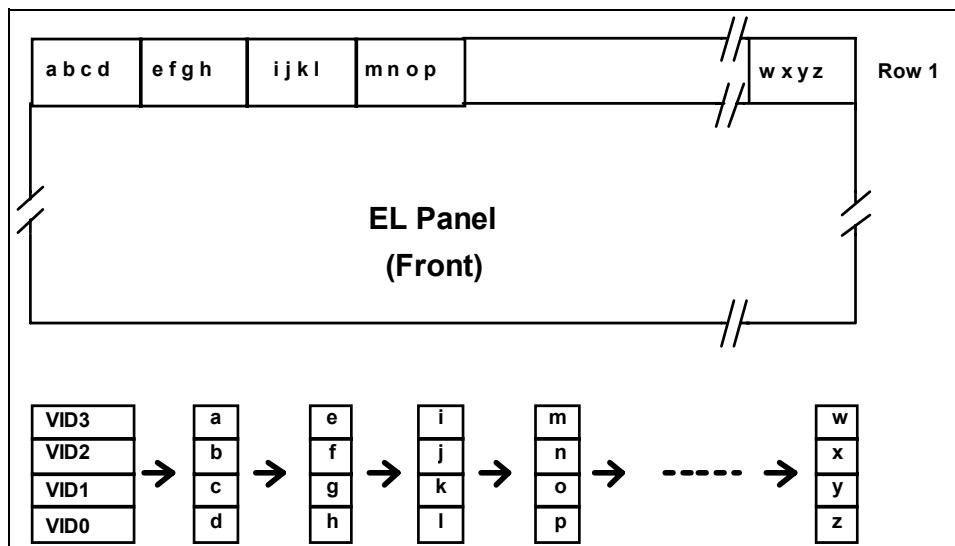 a b c d e f g h i j k l m n o p w x y z Row 1
EL Panel
(Front)
VID3 a e i m w
VID2 b f j n x
VID1 c g k o y
VID0 d h l p z